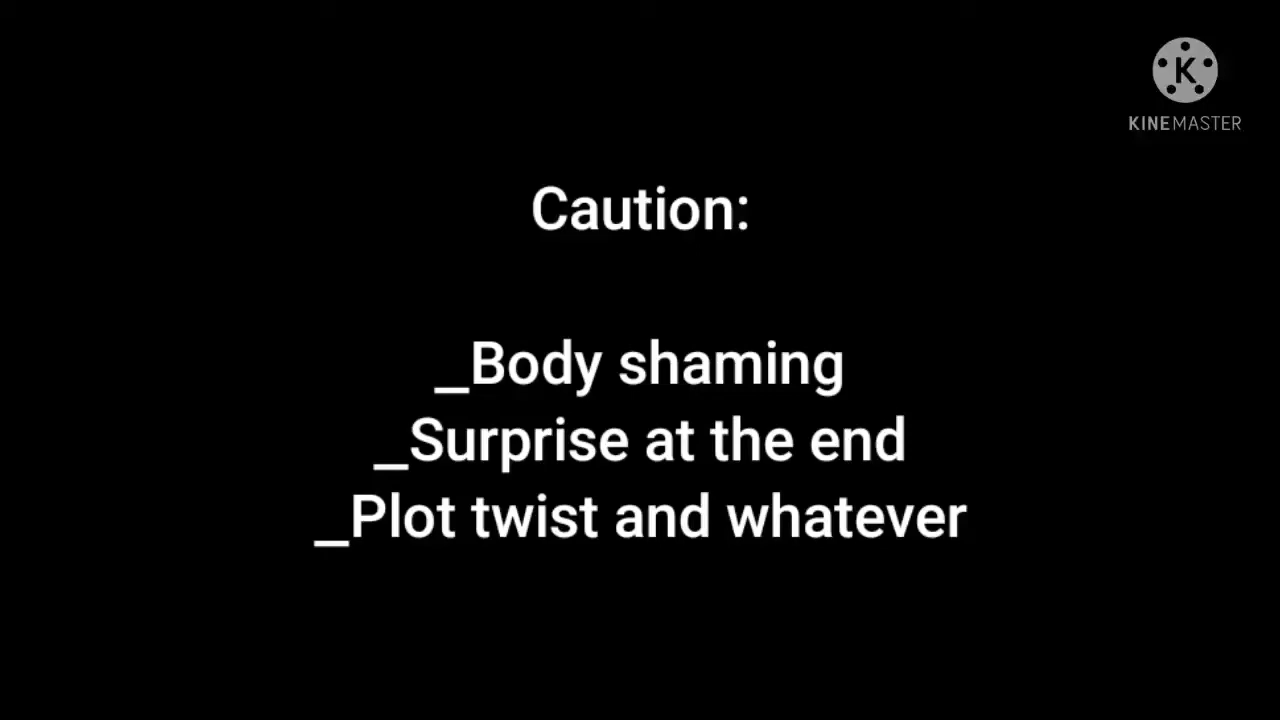 K
KINEMASTER
Caution:
_Body shaming
_Surprise at the end
_Plot twist and whatever